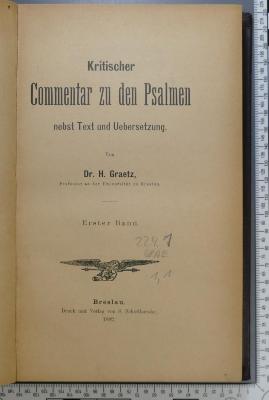 Kritischer
Commentar zu den Psalmen
nebst Text und Uebersetzung.
Von
Dr. H. Graetz,
Professor an der Universität zu Breslau.
Erster Band.
Breslau.
Druck und Verlag von S. Schottlaender.